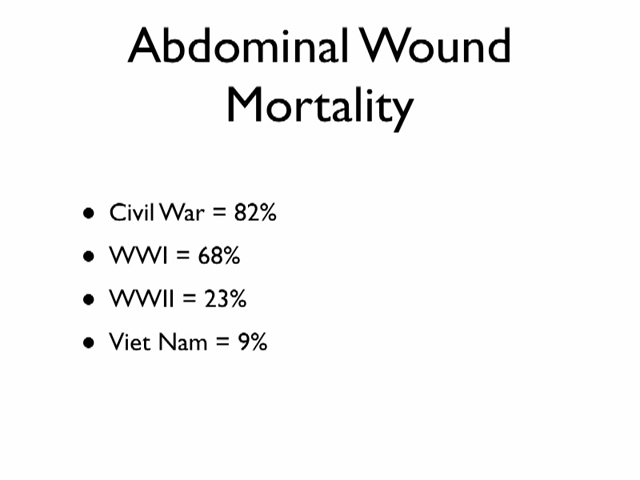 Abdominal Wound
Mortality
• Civil War = 82%
• WWI = 68%
• WWII = 23%
• Viet Nam = 9%